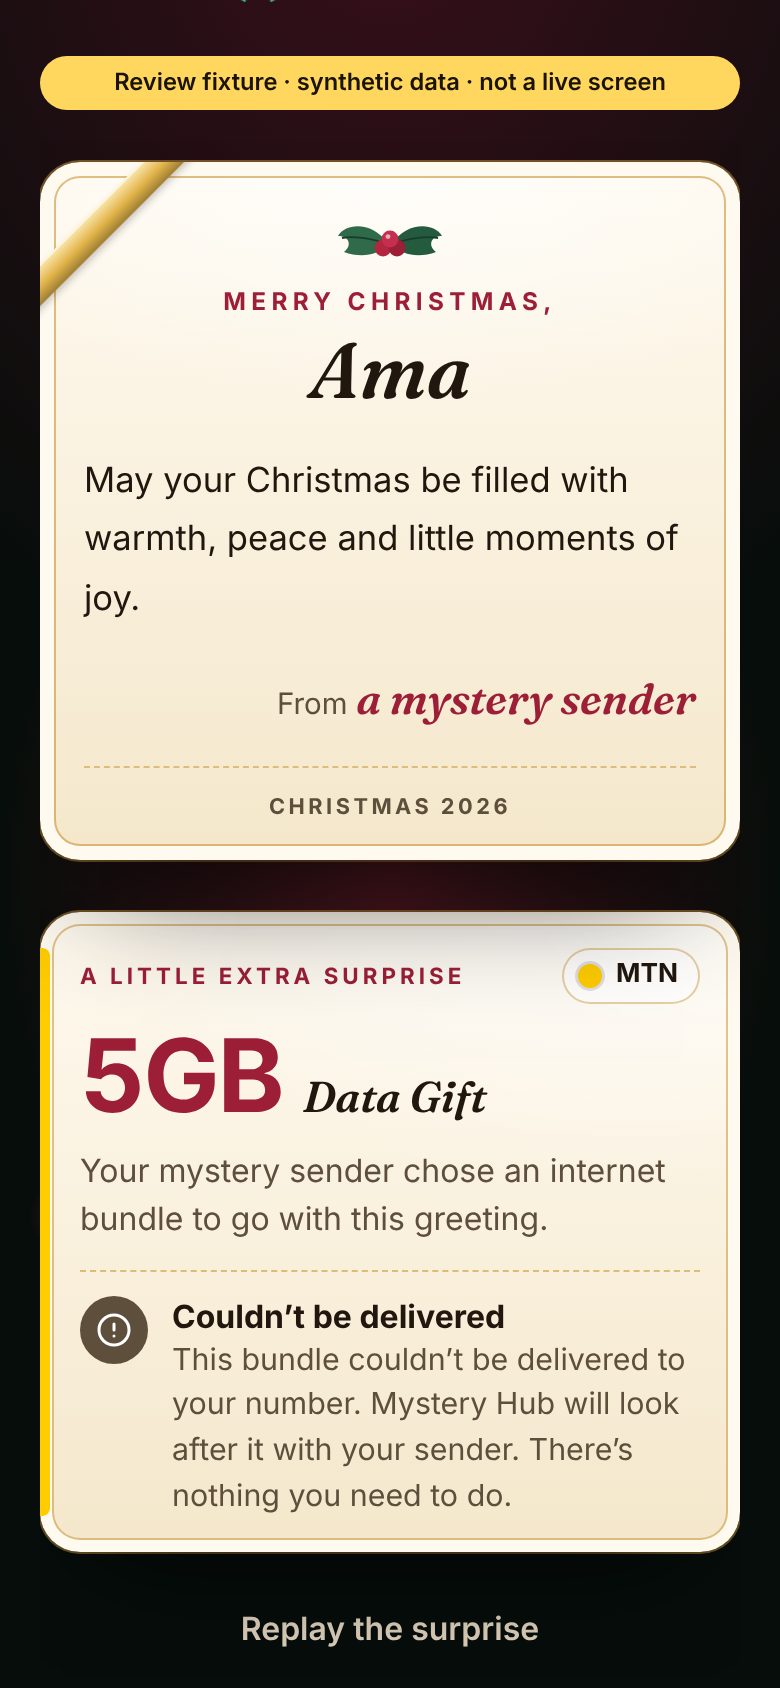 Review fixture · synthetic data · not a live screen
MERRY CHRISTMAS,
Ama
May your Christmas be filled with
warmth, peace and little moments of
joy.
From a mystery sender
CHRISTMAS 2026
A LITTLE EXTRA SURPRISE
MTN
5GB Data Gift
Your mystery sender chose an internet
bundle to go with this greeting.
Couldn’t be delivered
This bundle couldn’t be delivered to
your number. Mystery Hub will look
after it with your sender. There’s
nothing you need to do.
Replay the surprise